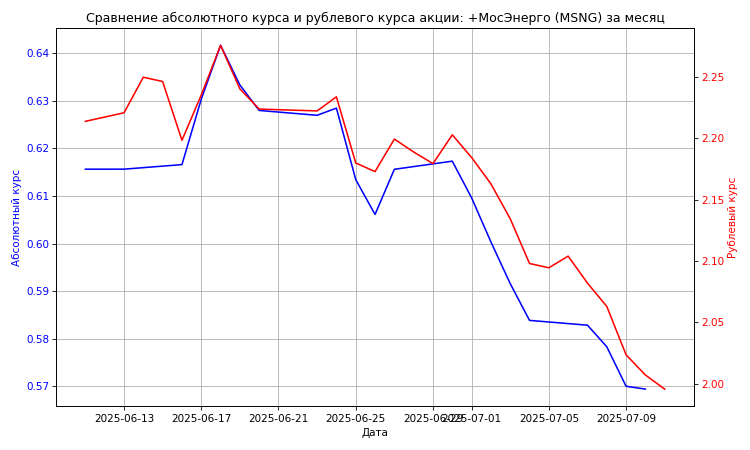 Сравнение абсолютного курса и рублевого курса акции: +МосЭнерго (MSNG) за месяц
Абсолютный курс
0.64
0.63
0.62
0.61
0.60
0.59
0.58
0.57
2.25
2.20
2.15
2.10
2.05
2.00
Рублевый курс
2025-06-13 2025-06-17 2025-06-21 2025-06-25 2025-06-29 2025-07-01 2025-07-05 2025-07-09
Дата